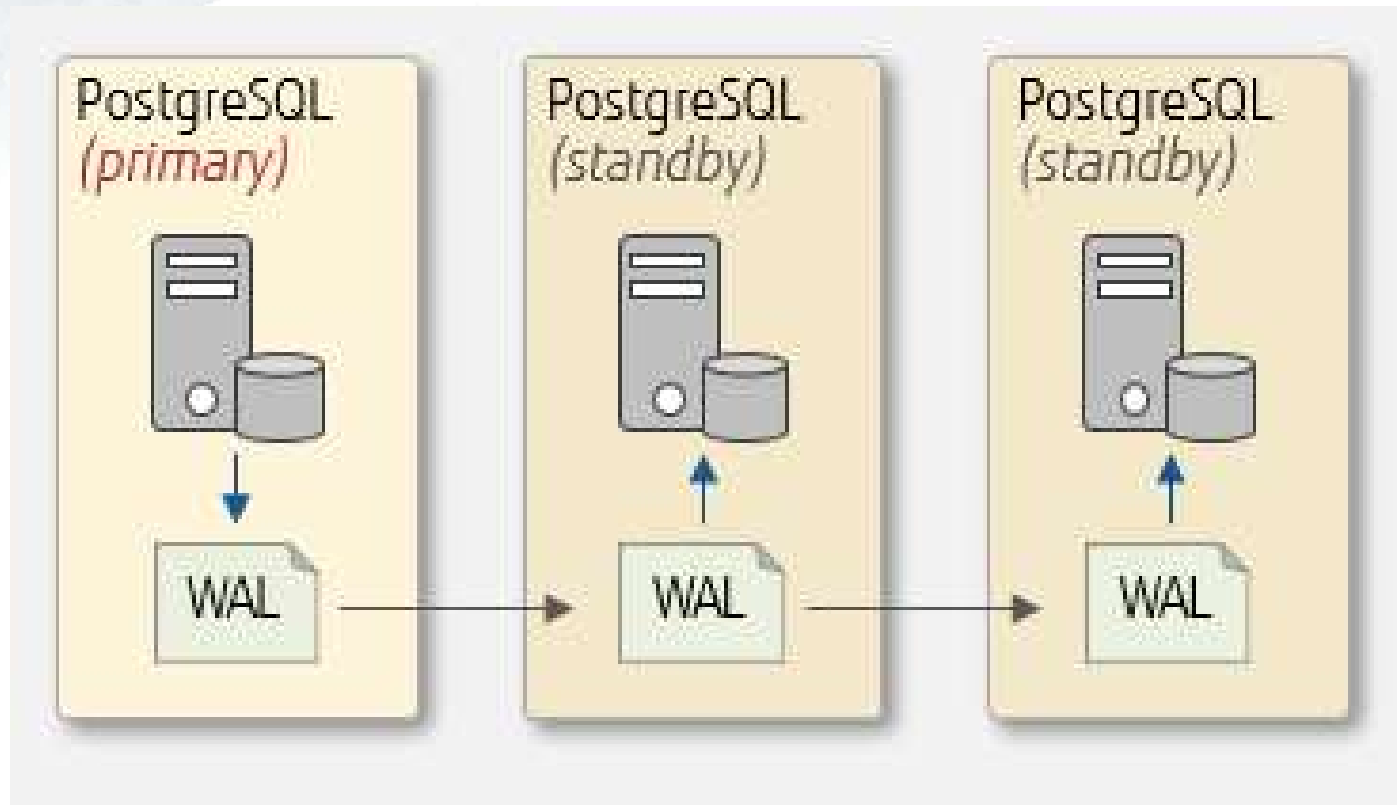 PostgreSQL
(primary)
WAL
PostgreSQL
(standby)
WAL
PostgreSQL
(standby)
WAL